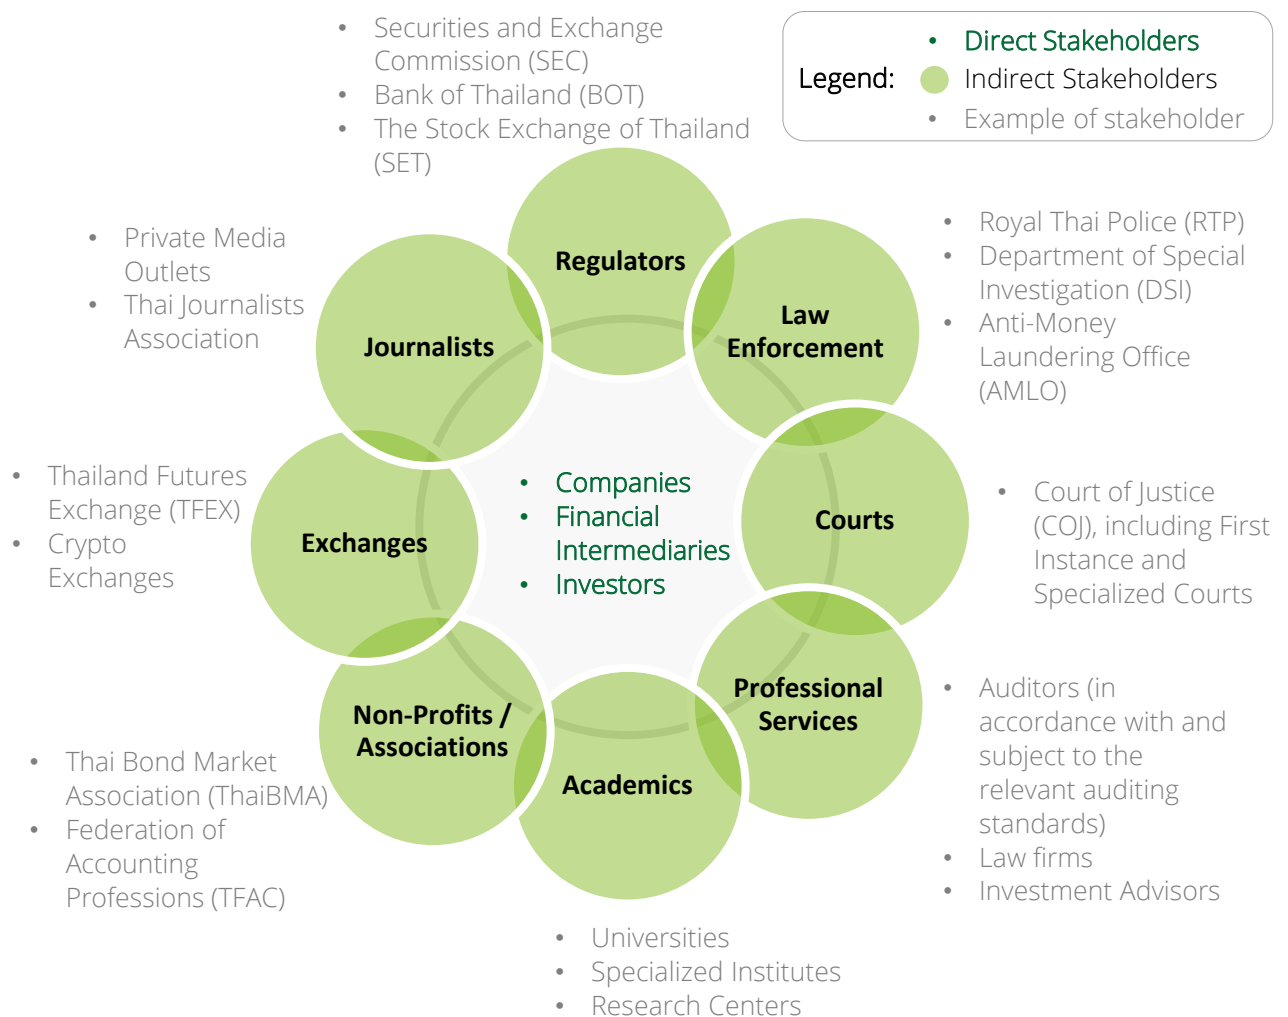 • Securities and Exchange
Commission (SEC)
• Bank of Thailand (BOT)
• The Stock Exchange of Thailand
(SET)
Legend:
• Direct Stakeholders
Indirect Stakeholders
• Example of stakeholder
Regulators
• Private Media
Outlets
• Thai Journalists
Association
Journalists
Law
Enforcement
• Royal Thai Police (RTP)
• Department of Special
Investigation (DSI)
• Anti-Money
Laundering Office
(AMLO)
• Thailand Futures
Exchange (TFEX)
• Crypto
Exchanges
Exchanges
• Companies
• Financial
Intermediaries
• Investors
Courts
• Court of Justice
(COJ), including First
Instance and
Specialized Courts
Non-Profits /
Associations
• Thai Bond Market
Association (ThaiBMA)
• Federation of
Accounting
Professions (TFAC)
Academics
Professional
Services
• Auditors (in
accordance with and
subject to the
relevant auditing
standards)
• Law firms
• Investment Advisors
• Universities
• Specialized Institutes
• Research Centers